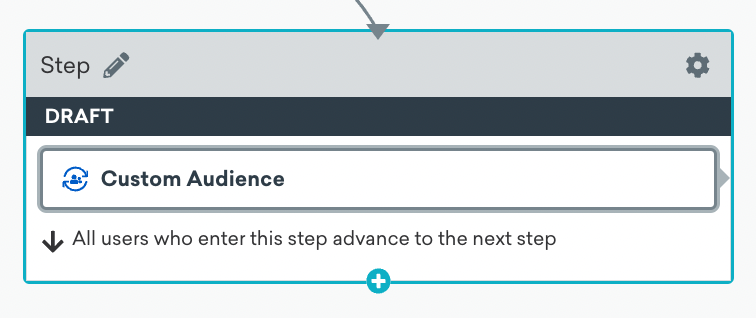 Step
DRAFT
Custom Audience
All users who enter this step advance to the next step